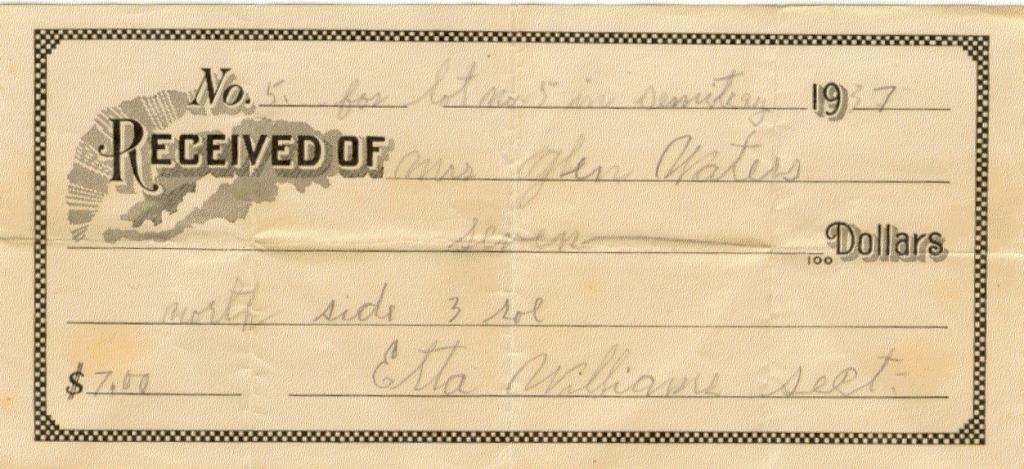 No. 5. for lot no 5 in semitery 1937
RECEIVED OF Mrs Glen Waters
seven 100 Dollars
north side 3 rol
$7.00 Etta Williams sect.